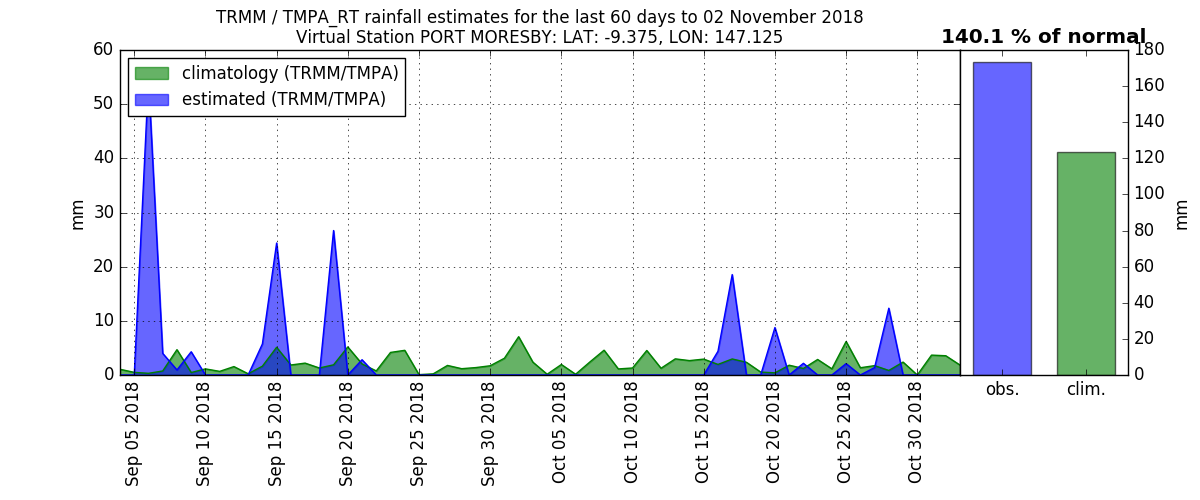 TRMM / TMPA_RT rainfall estimates for the last 60 days to 02 November 2018
Virtual Station PORT MORESBY: LAT: -9.375, LON: 147.125
140.1 % of normal
climatology (TRMM/TMPA)
estimated (TRMM/TMPA)
60
50
40
30
20
10
0
mm
Sep 05 2018
Sep 10 2018
Sep 15 2018
Sep 20 2018
Sep 25 2018
Sep 30 2018
Oct 05 2018
Oct 10 2018
Oct 15 2018
Oct 20 2018
Oct 25 2018
Oct 30 2018
obs.
clim.
180
160
140
120
100
80
60
40
20
0
mm